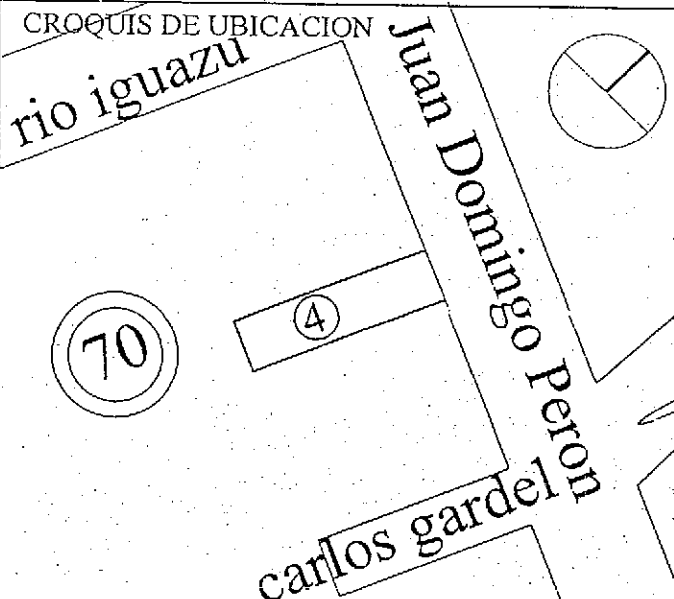 CROQUIS DE UBICACION
rio iguazu
Juan Domingo Peron
4
70
carlos gardel